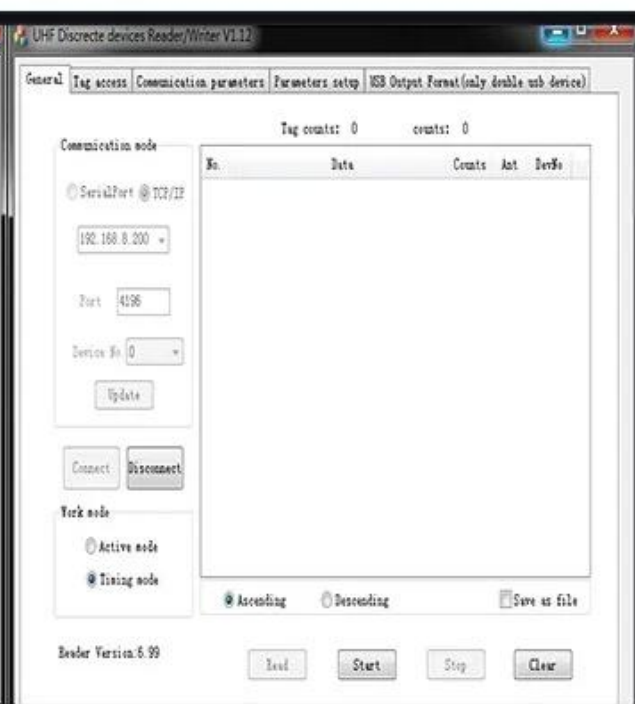 UHF Discrecte devices Reader/Writer V1.12
General Tag access Communication parameters Parameters setup USB Output Format(only double usb device)
Tag counts: 0 counts: 0
Communication mode
No. Data Counts Ant DevNo
SerialPort TCP/IP
192.168.8.200
Port 4196
Device No. 0
Update
Connect Disconnect
Work mode
Active mode
Timing mode
Ascending Descending Save as file
Reader Version:6.99
Read Start Stop Clear